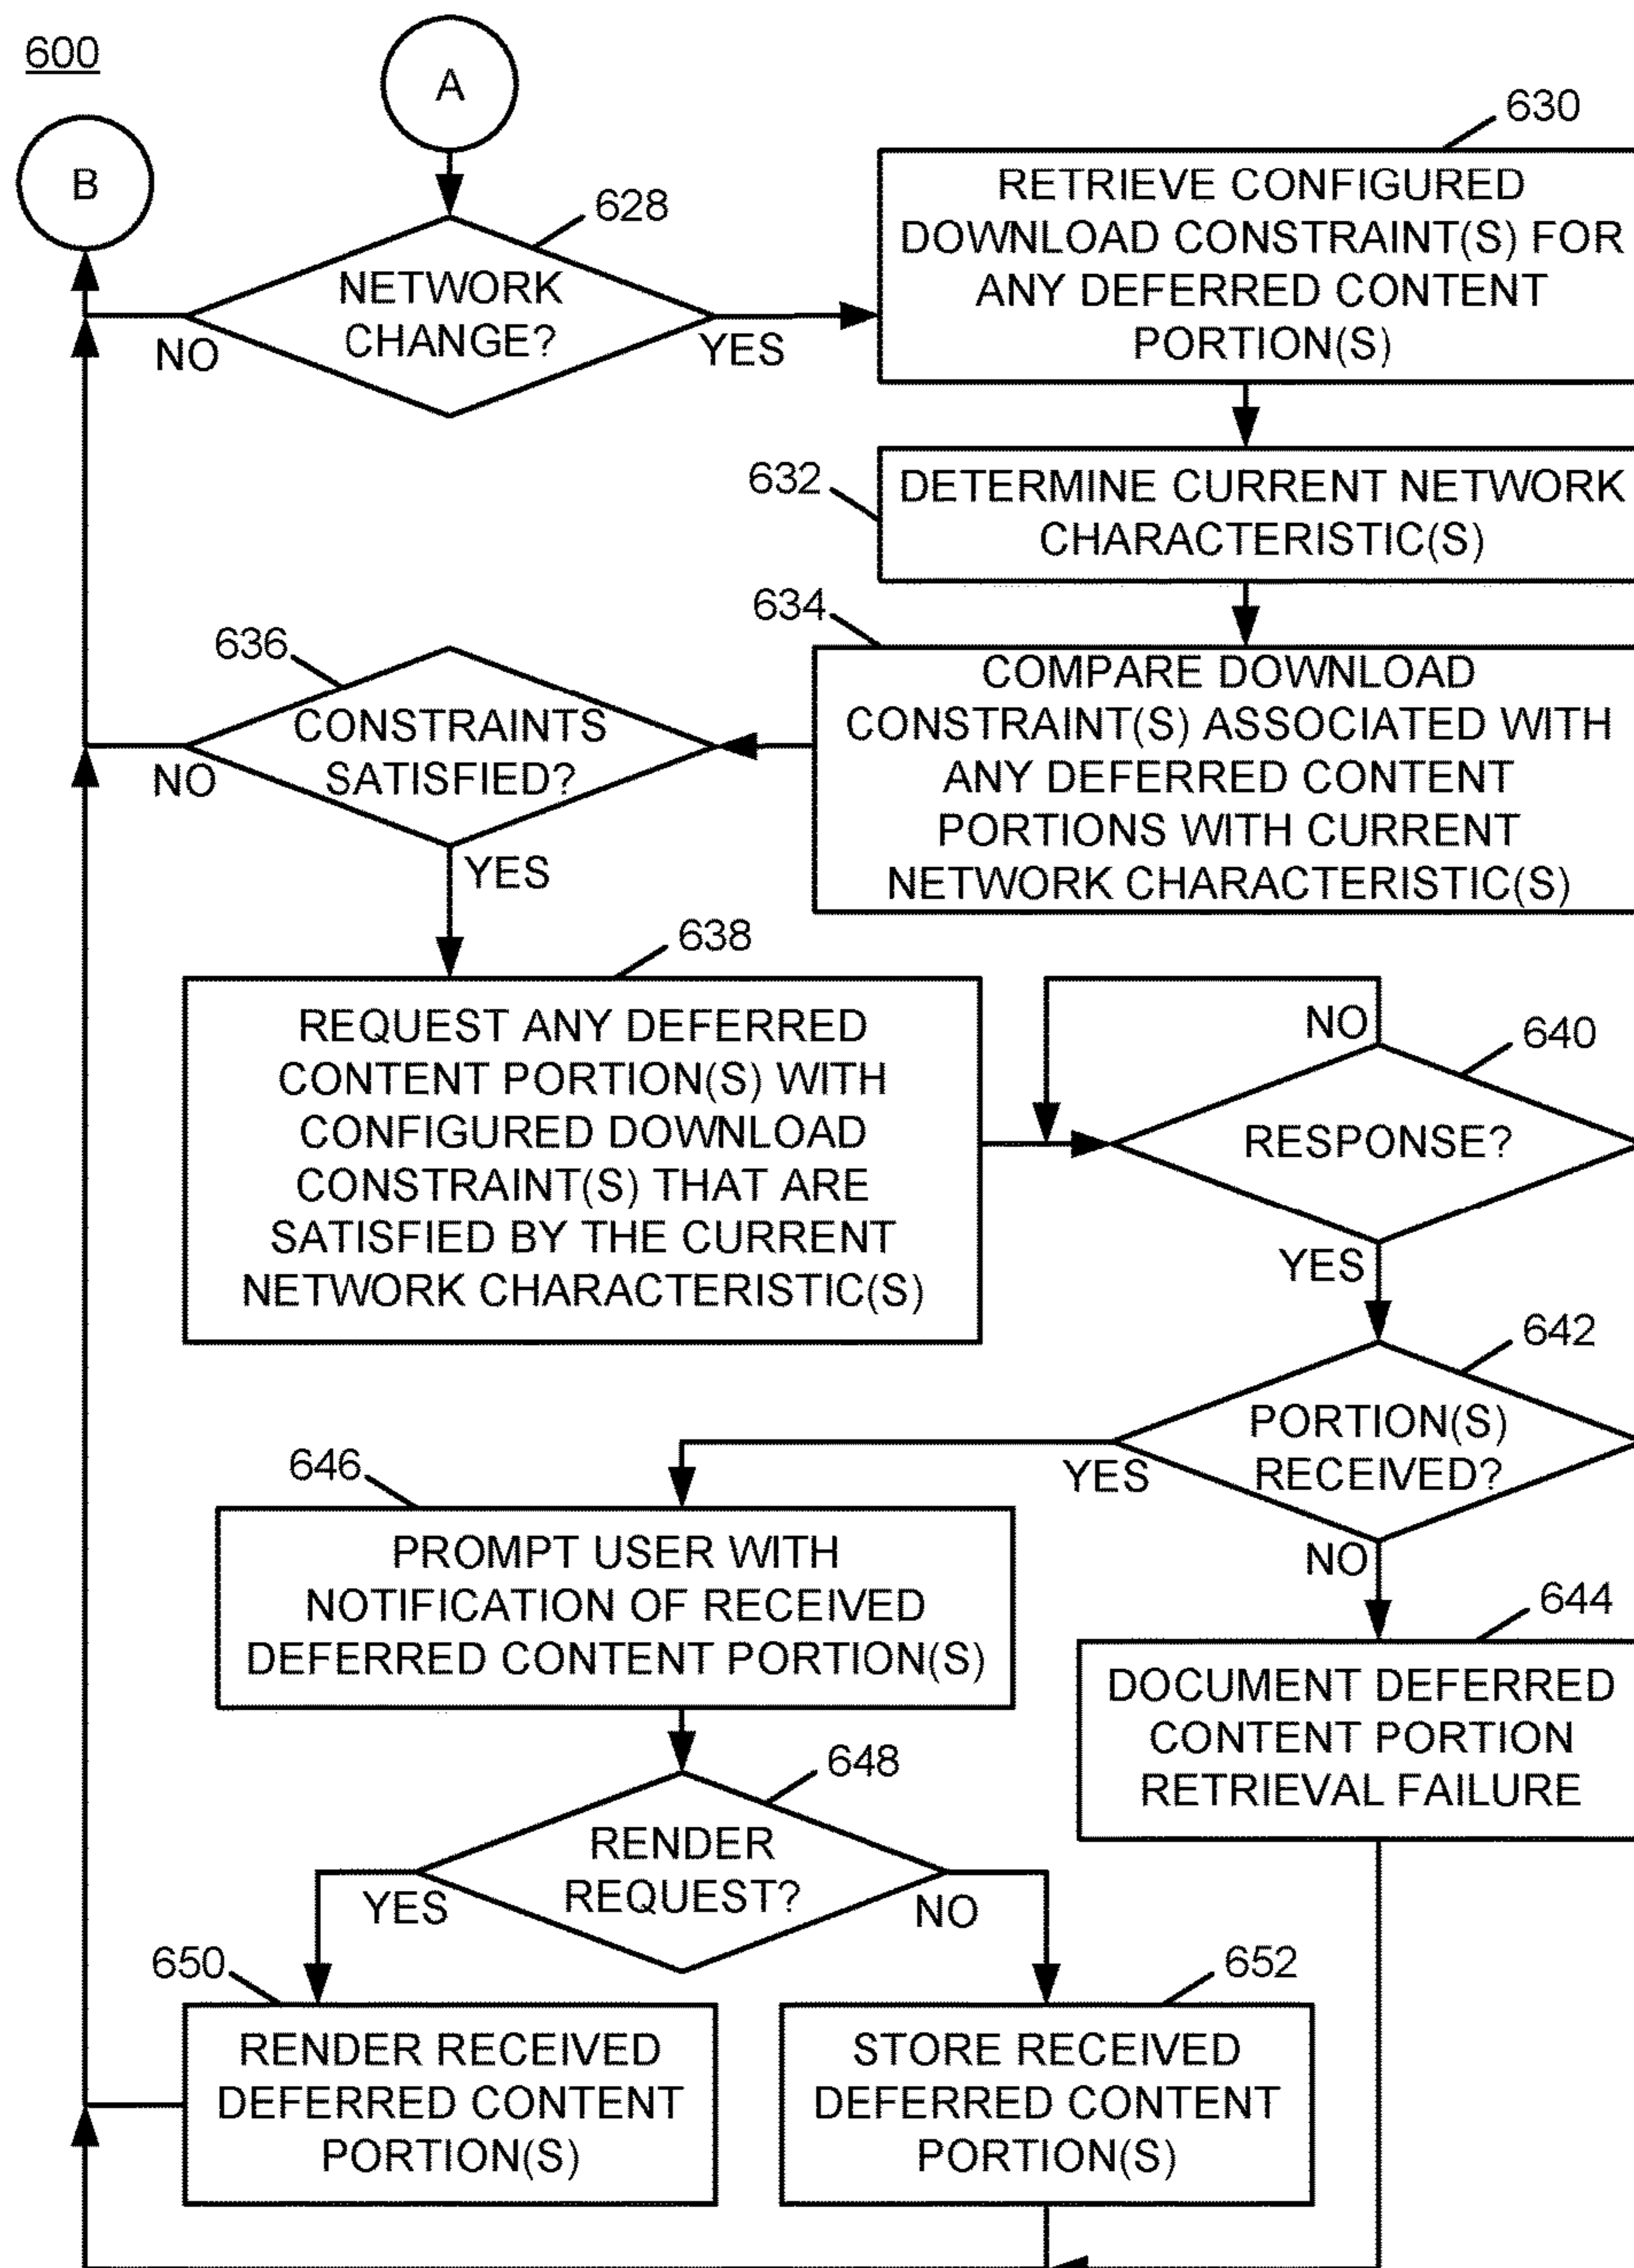 600
A
B
628
NETWORK
CHANGE?
NO
YES
630
RETRIEVE CONFIGURED
DOWNLOAD CONSTRAINT(S) FOR
ANY DEFERRED CONTENT
PORTION(S)
632
DETERMINE CURRENT NETWORK
CHARACTERISTIC(S)
634
COMPARE DOWNLOAD
CONSTRAINT(S) ASSOCIATED WITH
ANY DEFERRED CONTENT
PORTIONS WITH CURRENT
NETWORK CHARACTERISTIC(S)
636
CONSTRAINTS
SATISFIED?
NO
YES
638
REQUEST ANY DEFERRED
CONTENT PORTION(S) WITH
CONFIGURED DOWNLOAD
CONSTRAINT(S) THAT ARE
SATISFIED BY THE CURRENT
NETWORK CHARACTERISTIC(S)
NO
640
RESPONSE?
YES
642
PORTION(S)
RECEIVED?
YES
NO
644
DOCUMENT DEFERRED
CONTENT PORTION
RETRIEVAL FAILURE
646
PROMPT USER WITH
NOTIFICATION OF RECEIVED
DEFERRED CONTENT PORTION(S)
648
RENDER
REQUEST?
YES
NO
650
RENDER RECEIVED
DEFERRED CONTENT
PORTION(S)
652
STORE RECEIVED
DEFERRED CONTENT
PORTION(S)